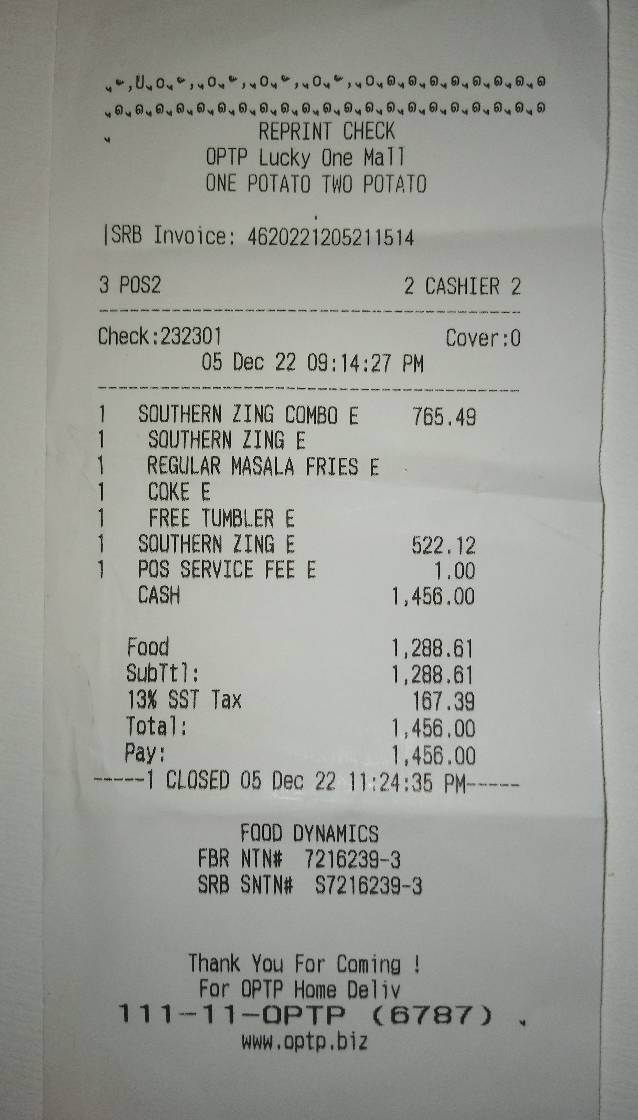 REPRINT CHECK
OPTP Lucky One Mall
ONE POTATO TWO POTATO
|SRB Invoice: 4620221205211514
3 POS2 2 CASHIER 2
Check:232301 Cover:0
05 Dec 22 09:14:27 PM
1 SOUTHERN ZING COMBO E 765.49
1 SOUTHERN ZING E
1 REGULAR MASALA FRIES E
1 COKE E
1 FREE TUMBLER E
1 SOUTHERN ZING E 522.12
1 POS SERVICE FEE E 1.00
CASH 1,456.00
Food 1,288.61
SubTtl: 1,288.61
13% SST Tax 167.39
Total: 1,456.00
Pay: 1,456.00
-----1 CLOSED 05 Dec 22 11:24:35 PM-----
FOOD DYNAMICS
FBR NTN# 7216239-3
SRB SNTN# S7216239-3
Thank You For Coming !
For OPTP Home Deliv
111-11-OPTP (6787)
www.optp.biz